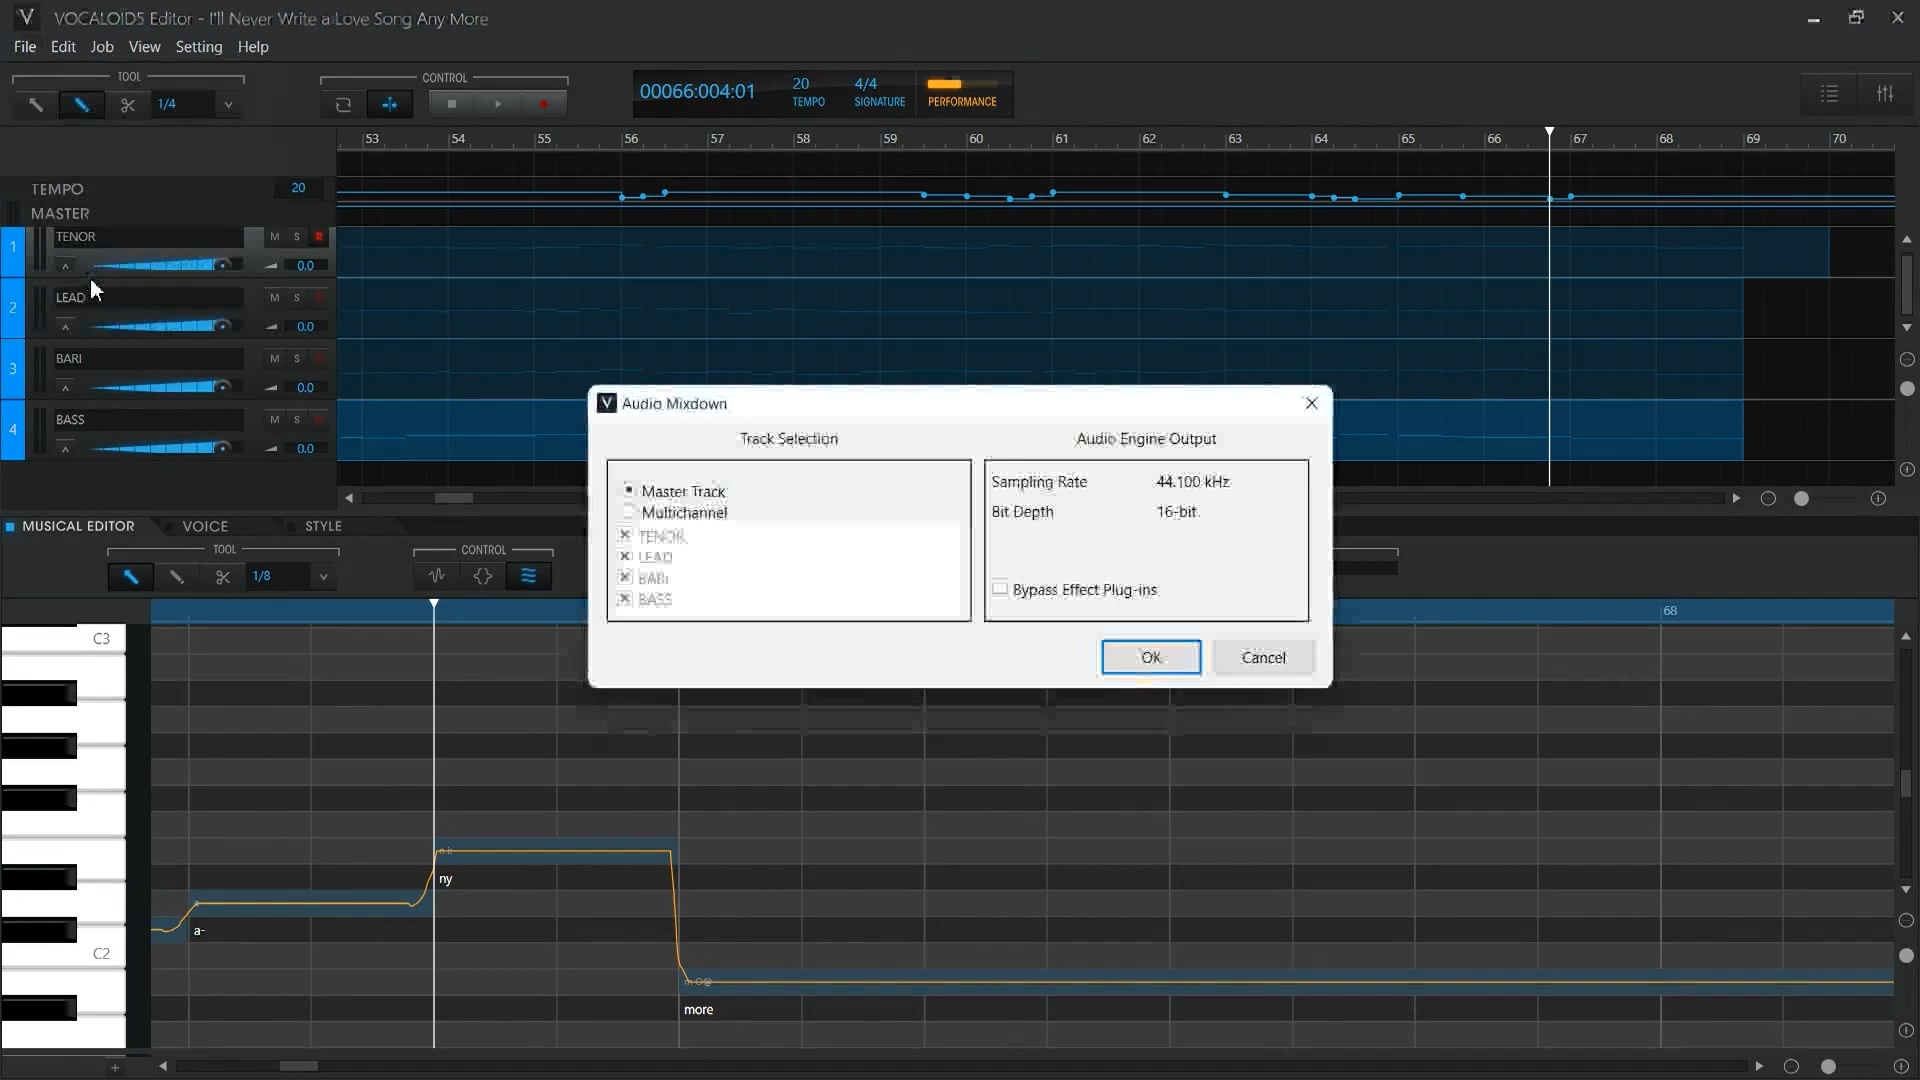 VOCALOID5 Editor - I'll Never Write a Love Song Any More
File Edit Job View Setting Help
TOOL
CONTROL
1/4
00066:004:01
20
TEMPO
4/4
SIGNATURE
PERFORMANCE
53 54 55 56 57 58 59 60 61 62 63 64 65 66 67 68 69 70
TEMPO 20
MASTER
1 TENOR M S R
0.0
2 LEAD M S
0.0
3 BARI M S
0.0
4 BASS M S
0.0
Audio Mixdown
Track Selection
Audio Engine Output
Master Track
Multichannel
TENOR
LEAD
BARI
BASS
Sampling Rate 44.100 kHz
Bit Depth 16-bit
Bypass Effect Plug-ins
OK Cancel
MUSICAL EDITOR VOICE STYLE
TOOL
CONTROL
1/8
68
C3
ny
a-
C2
more